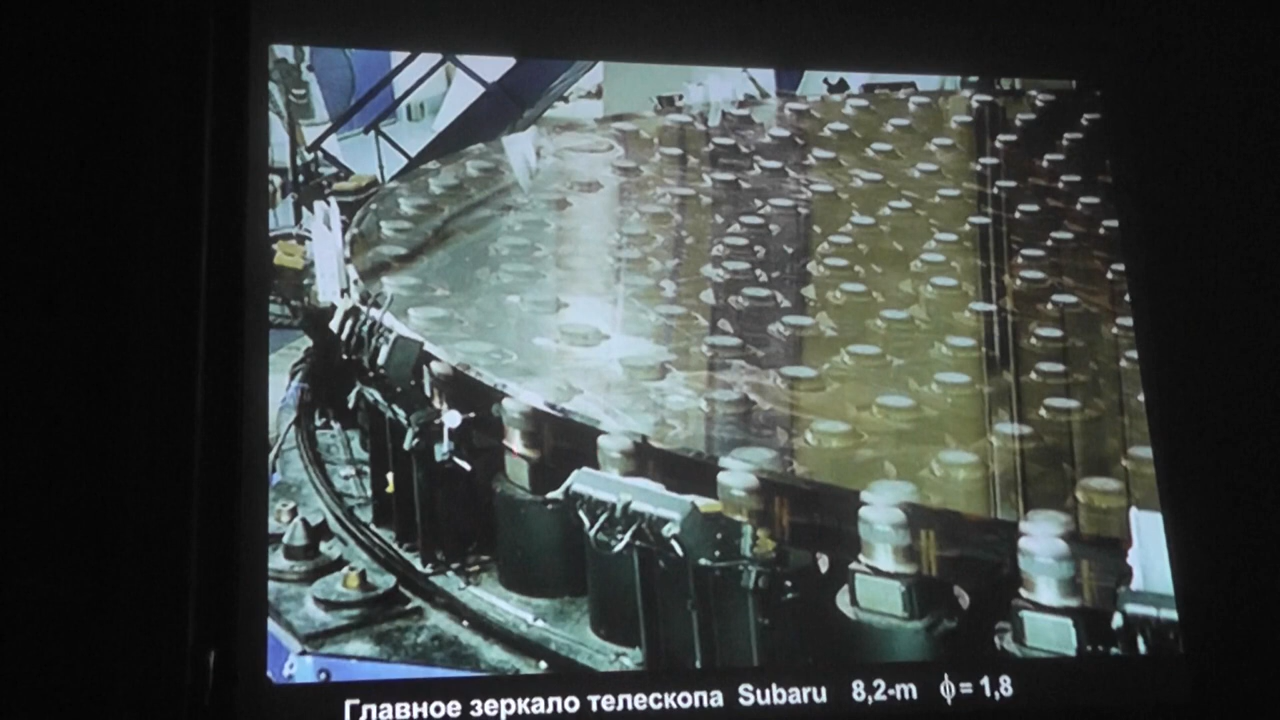 Главное зеркало телескопа Subaru 8,2-m ϕ = 1,8